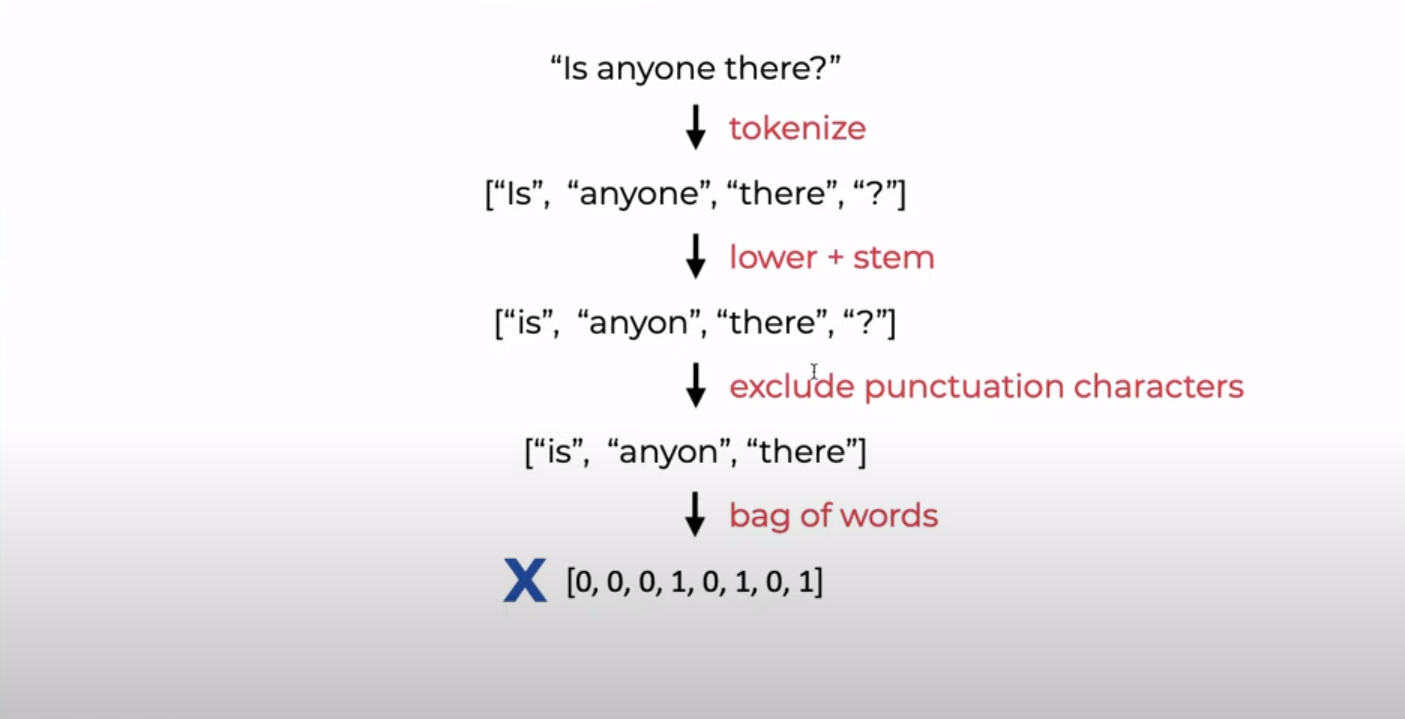 “Is anyone there?”
tokenize
[“Is”, “anyone”, “there”, “?”]
lower + stem
[“is”, “anyon”, “there”, “?”]
exclude punctuation characters
[“is”, “anyon”, “there”]
bag of words
X [0, 0, 0, 1, 0, 1, 0, 1]